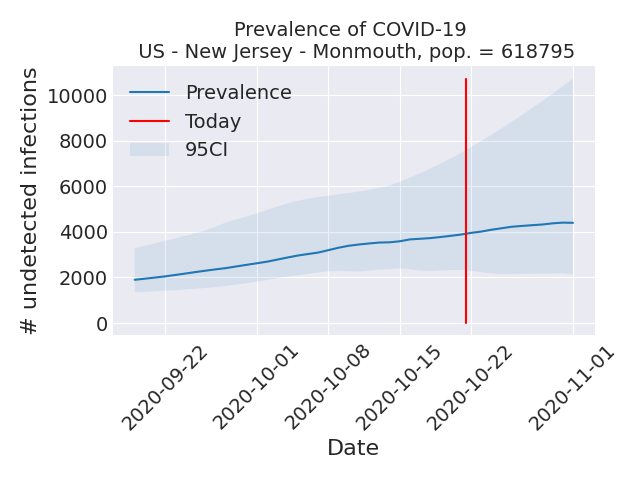 Prevalence of COVID-19
US - New Jersey - Monmouth, pop. = 618795
# undetected infections
10000
8000
6000
4000
2000
0
Prevalence
Today
95CI
2020-09-22
2020-10-01
2020-10-08
2020-10-15
2020-10-22
2020-11-01
Date